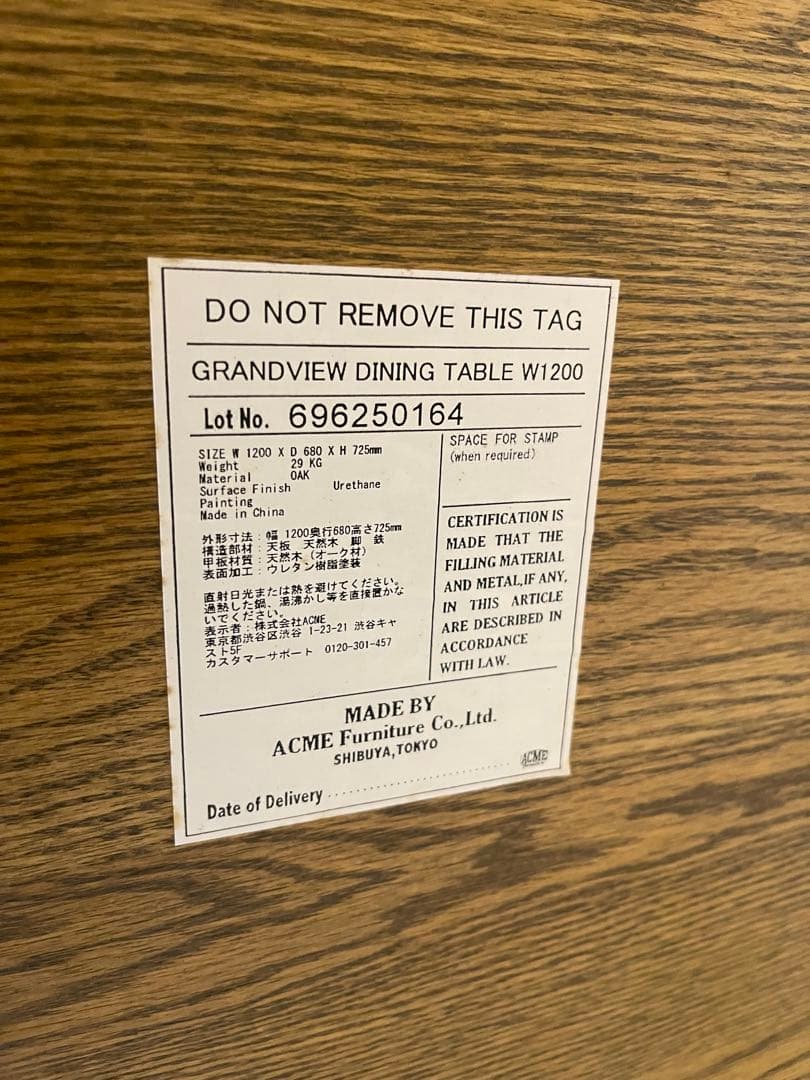 DO NOT REMOVE THIS TAG
GRANDVIEW DINING TABLE W1200
Lot No. 696250164
SIZE W 1200 X D 680 X H 725mm
Weight 29 KG
Material OAK
Surface Finish Urethane
Painting
Made in China
外形寸法：幅 1200奥行680高さ725mm
構造部材：天板 天然木 脚 鉄
甲板材質：天然木（オーク材）
表面加工：ウレタン樹脂塗装
直射日光または熱を避けてください。
過熱した鍋、湯沸かし等を直接置かな
いでください。
表示者：株式会社ACME
東京都渋谷区渋谷 1-23-21 渋谷キャ
スト5F
カスタマーサポート 0120-301-457
SPACE FOR STAMP
(when required)
CERTIFICATION IS
MADE THAT THE
FILLING MATERIAL
AND METAL,IF ANY,
IN THIS ARTICLE
ARE DESCRIBED IN
ACCORDANCE
WITH LAW.
MADE BY
ACME Furniture Co.,Ltd.
SHIBUYA,TOKYO
ACME
Date of Delivery